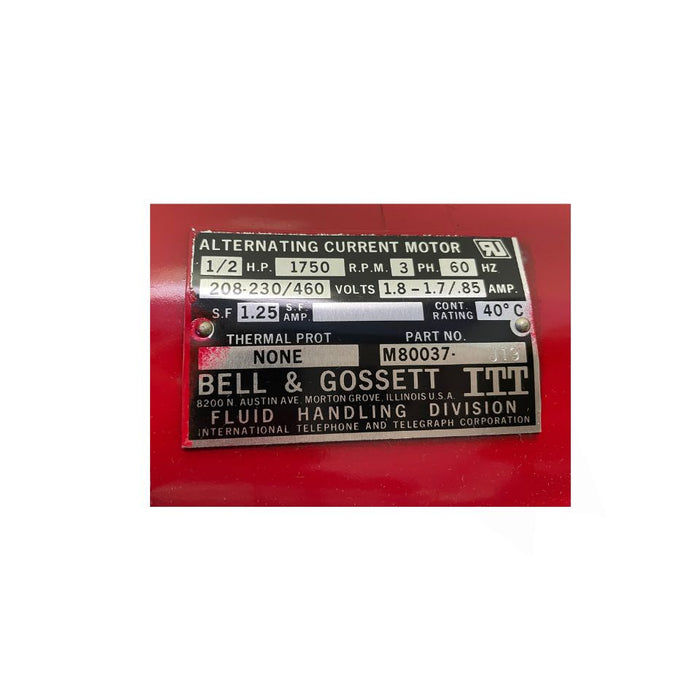 ALTERNATING CURRENT MOTOR RU
1/2 H.P. 1750 R.P.M. 3 PH. 60 HZ
208-230/460 VOLTS 1.8 - 1.7/.85 AMP.
S.F 1.25 S.F. AMP. CONT. RATING 40° C
THERMAL PROT PART NO.
NONE M80037-
BELL & GOSSETT ITT
8200 N. AUSTIN AVE. MORTON GROVE, ILLINOIS U.S.A.
FLUID HANDLING DIVISION
INTERNATIONAL TELEPHONE AND TELEGRAPH CORPORATION